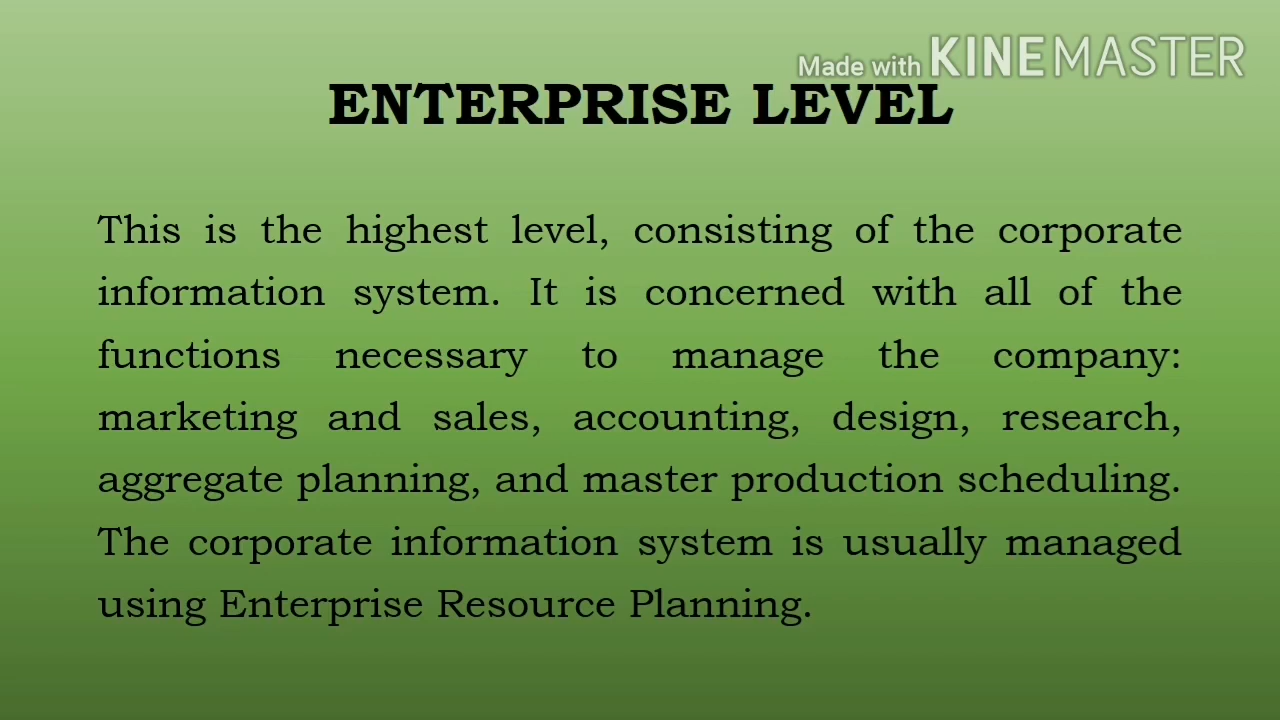 Made with KINEMASTER
ENTERPRISE LEVEL
This is the highest level, consisting of the corporate
information system. It is concerned with all of the
functions necessary to manage the company:
marketing and sales, accounting, design, research,
aggregate planning, and master production scheduling.
The corporate information system is usually managed
using Enterprise Resource Planning.